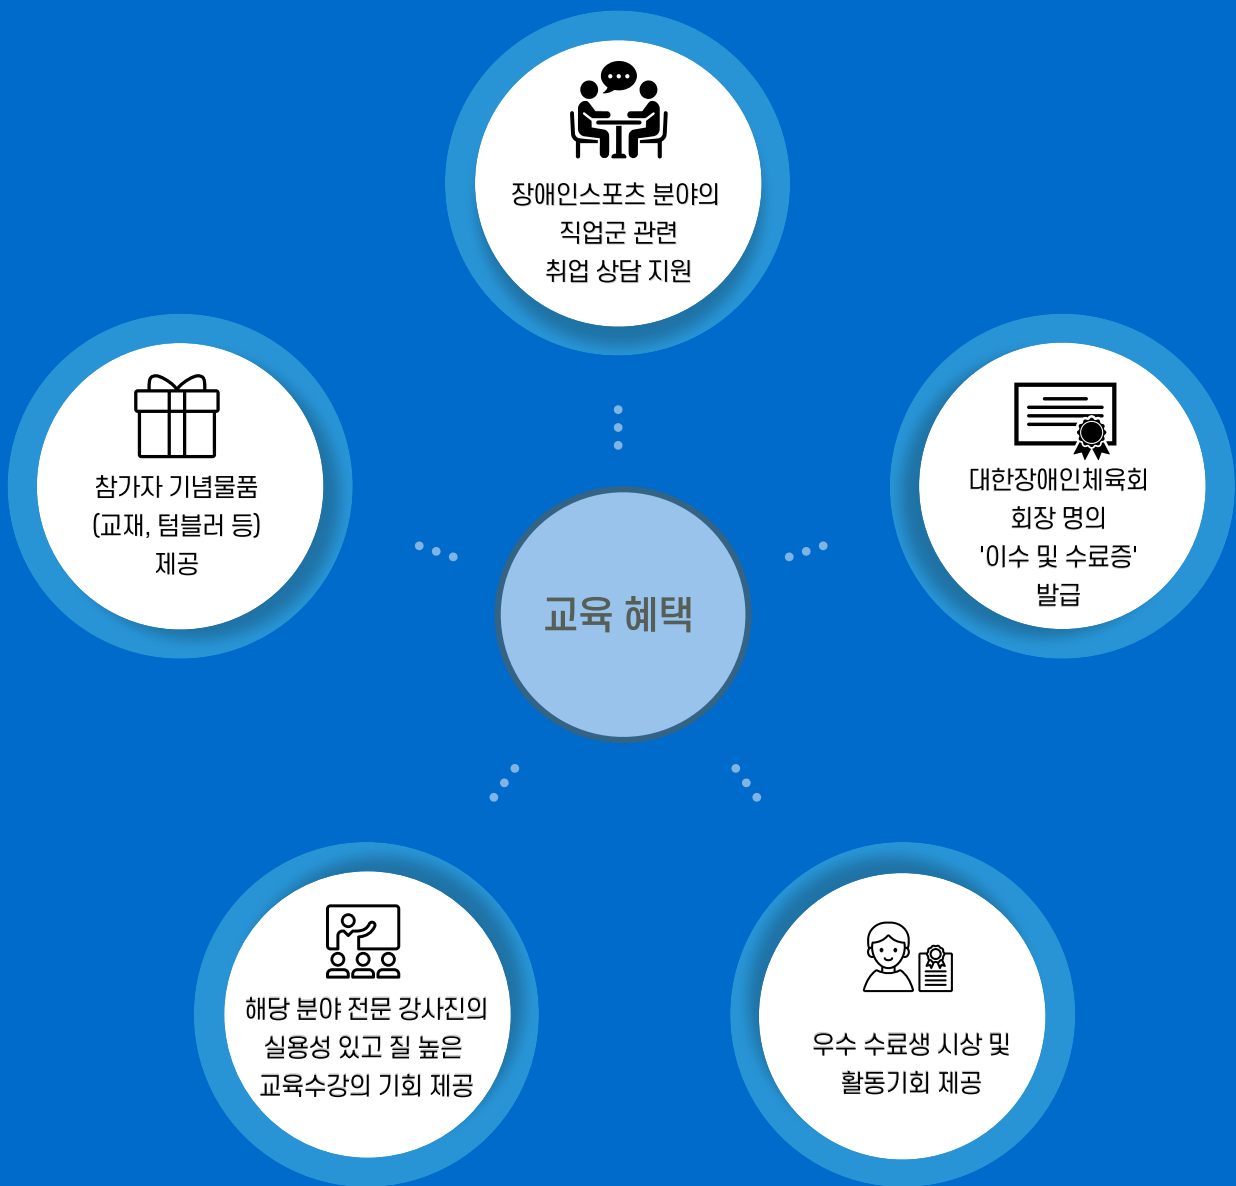 장애인스포츠 분야의
직업군 관련
취업 상담 지원
참가자 기념물품
(교재, 텀블러 등)
제공
대한장애인체육회
회장 명의
'이수 및 수료증'
발급
교육 혜택
해당 분야 전문 강사진의
실용성 있고 질 높은
교육수강의 기회 제공
우수 수료생 시상 및
활동기회 제공